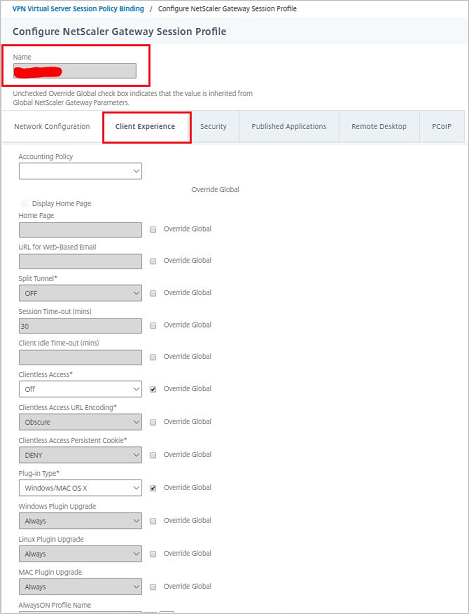 VPN Virtual Server Session Policy Binding / Configure NetScaler Gateway Session Profile
Configure NetScaler Gateway Session Profile
Name
Unchecked Override Global check box indicates that the value is inherited from
Global NetScaler Gateway Parameters.
Network Configuration Client Experience Security Published Applications Remote Desktop PCoIP
Accounting Policy
Override Global
Display Home Page
Home Page
Override Global
URL for Web-Based Email
Override Global
Split Tunnel*
OFF Override Global
Session Time-out (mins)
30 Override Global
Client Idle Time-out (mins)
Override Global
Clientless Access*
Off Override Global
Clientless Access URL Encoding*
Obscure Override Global
Clientless Access Persistent Cookie*
DENY Override Global
Plug-in Type*
Windows/MAC OS X Override Global
Windows Plugin Upgrade
Always Override Global
Linux Plugin Upgrade
Always Override Global
MAC Plugin Upgrade
Always Override Global
AlwaysON Profile Name